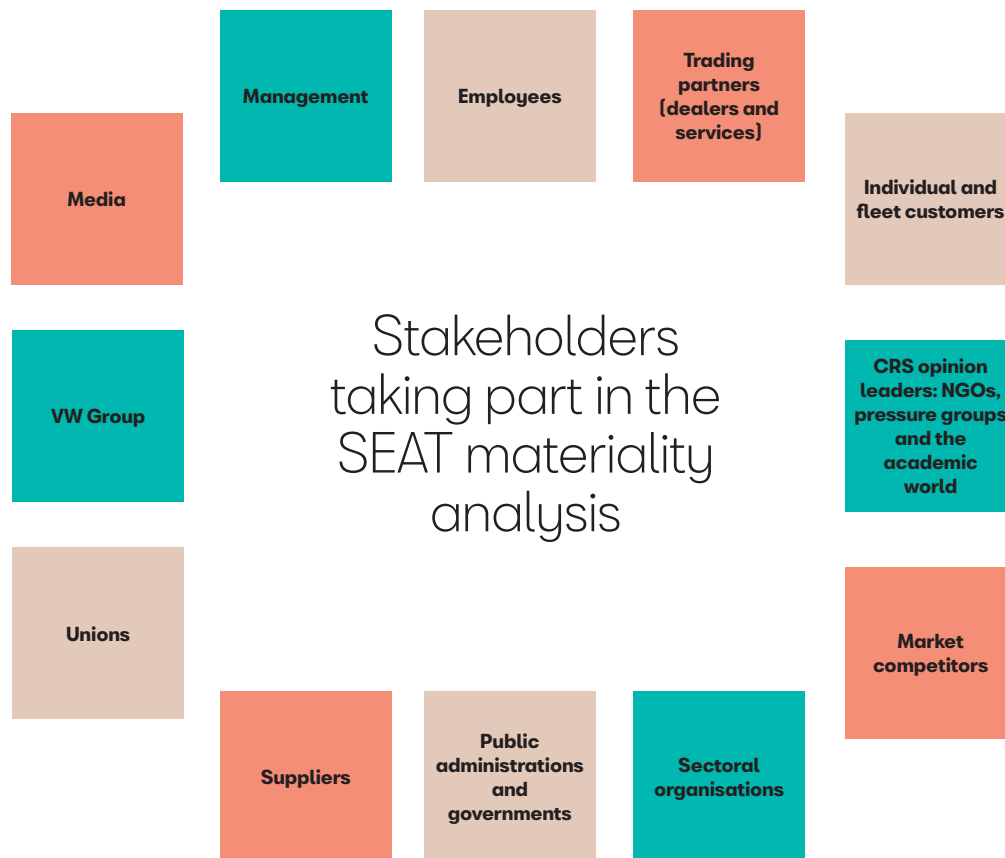 Management
Employees
Trading
partners
(dealers and
services)
Media
Individual and
fleet customers
Stakeholders
taking part in the
SEAT materiality
analysis
VW Group
CRS opinion
leaders: NGOs,
pressure groups
and the
academic
world
Unions
Market
competitors
Suppliers
Public
administrations
and
governments
Sectoral
organisations